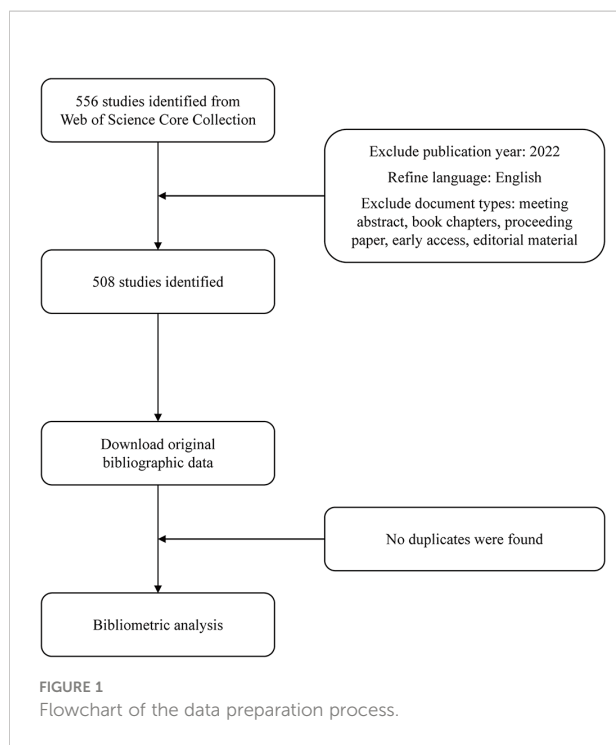 556 studies identified from
Web of Science Core Collection
Exclude publication year: 2022
Refine language: English
Exclude document types: meeting
abstract, book chapters, proceeding
paper, early access, editorial material
508 studies identified
Download original
bibliographic data
No duplicates were found
Bibliometric analysis
FIGURE 1
Flowchart of the data preparation process.